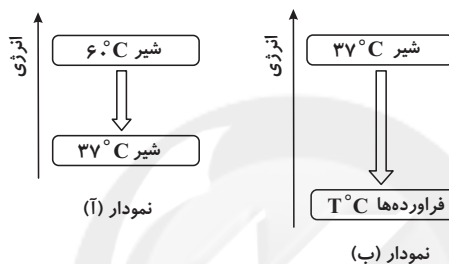 انرژی
شیر ۶۰°C
شیر ۳۷°C
نمودار (آ)
انرژی
شیر ۳۷°C
فراورده‌ها T°C
نمودار (ب)